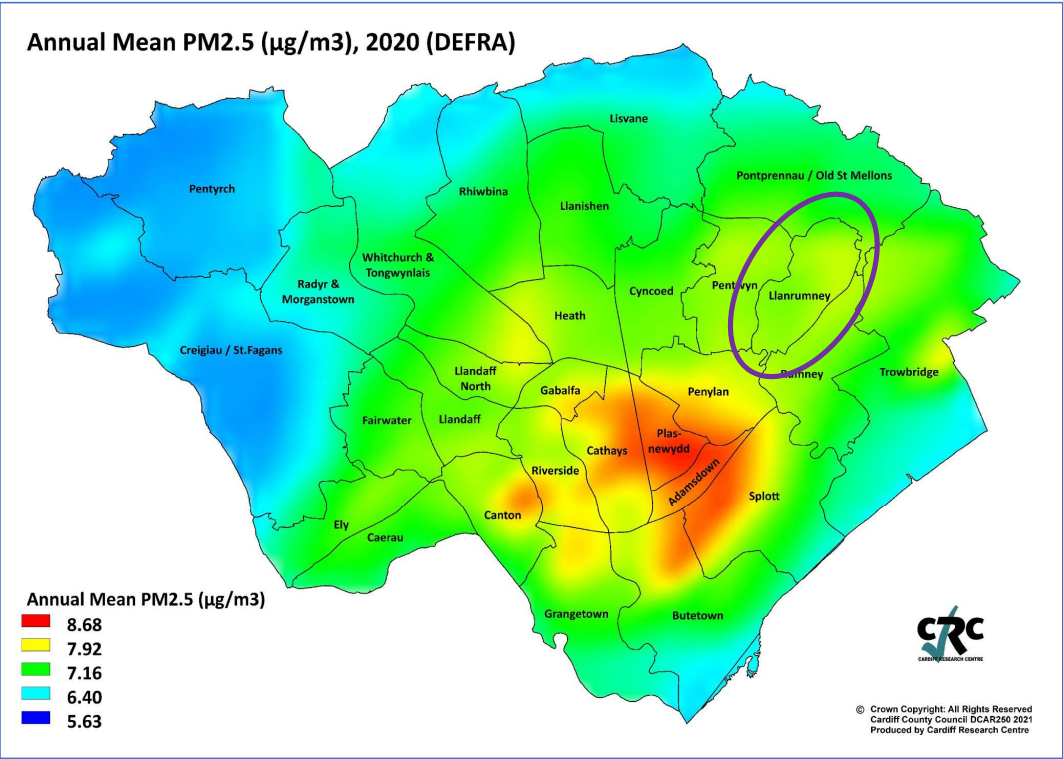 Annual Mean PM2.5 (µg/m3), 2020 (DEFRA)
Lisvane
Pontprennau / Old St Mellons
Pentyrch
Rhiwbina
Llanishen
Whitchurch &
Tongwynlais
Radyr &
Morganstown
Cyncoed
Pentwyn
Llanrumney
Heath
Creigiau / St.Fagans
Llandaff
North
Gabalfa
Penylan
Rumney
Trowbridge
Fairwater
Llandaff
Plas-
newydd
Cathays
Riverside
Adamsdown
Splott
Canton
Ely
Caerau
Grangetown
Butetown
Annual Mean PM2.5 (µg/m3)
8.68
7.92
7.16
6.40
5.63
CRC
CARDIFF RESEARCH CENTRE
© Crown Copyright: All Rights Reserved
Cardiff County Council DCAR250 2021
Produced by Cardiff Research Centre